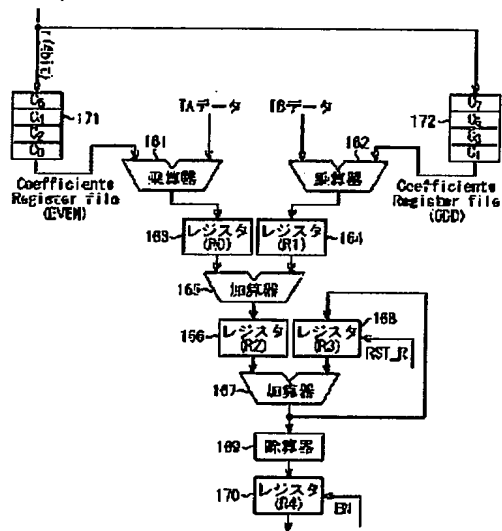 r(4bit)
C6
C4
C2
C0
171
TAデータ
TBデータ
C7
C5
C3
C1
172
161
乗算器
162
乗算器
Coefficiente
Register file
(EVEN)
Coefficiente
Register file
(ODD)
163
レジスタ
(R0)
レジスタ
(R1)
164
165
加算器
166
レジスタ
(R2)
レジスタ
(R3)
168
RST_R
167
加算器
169
除算器
170
レジスタ
(R4)
EN